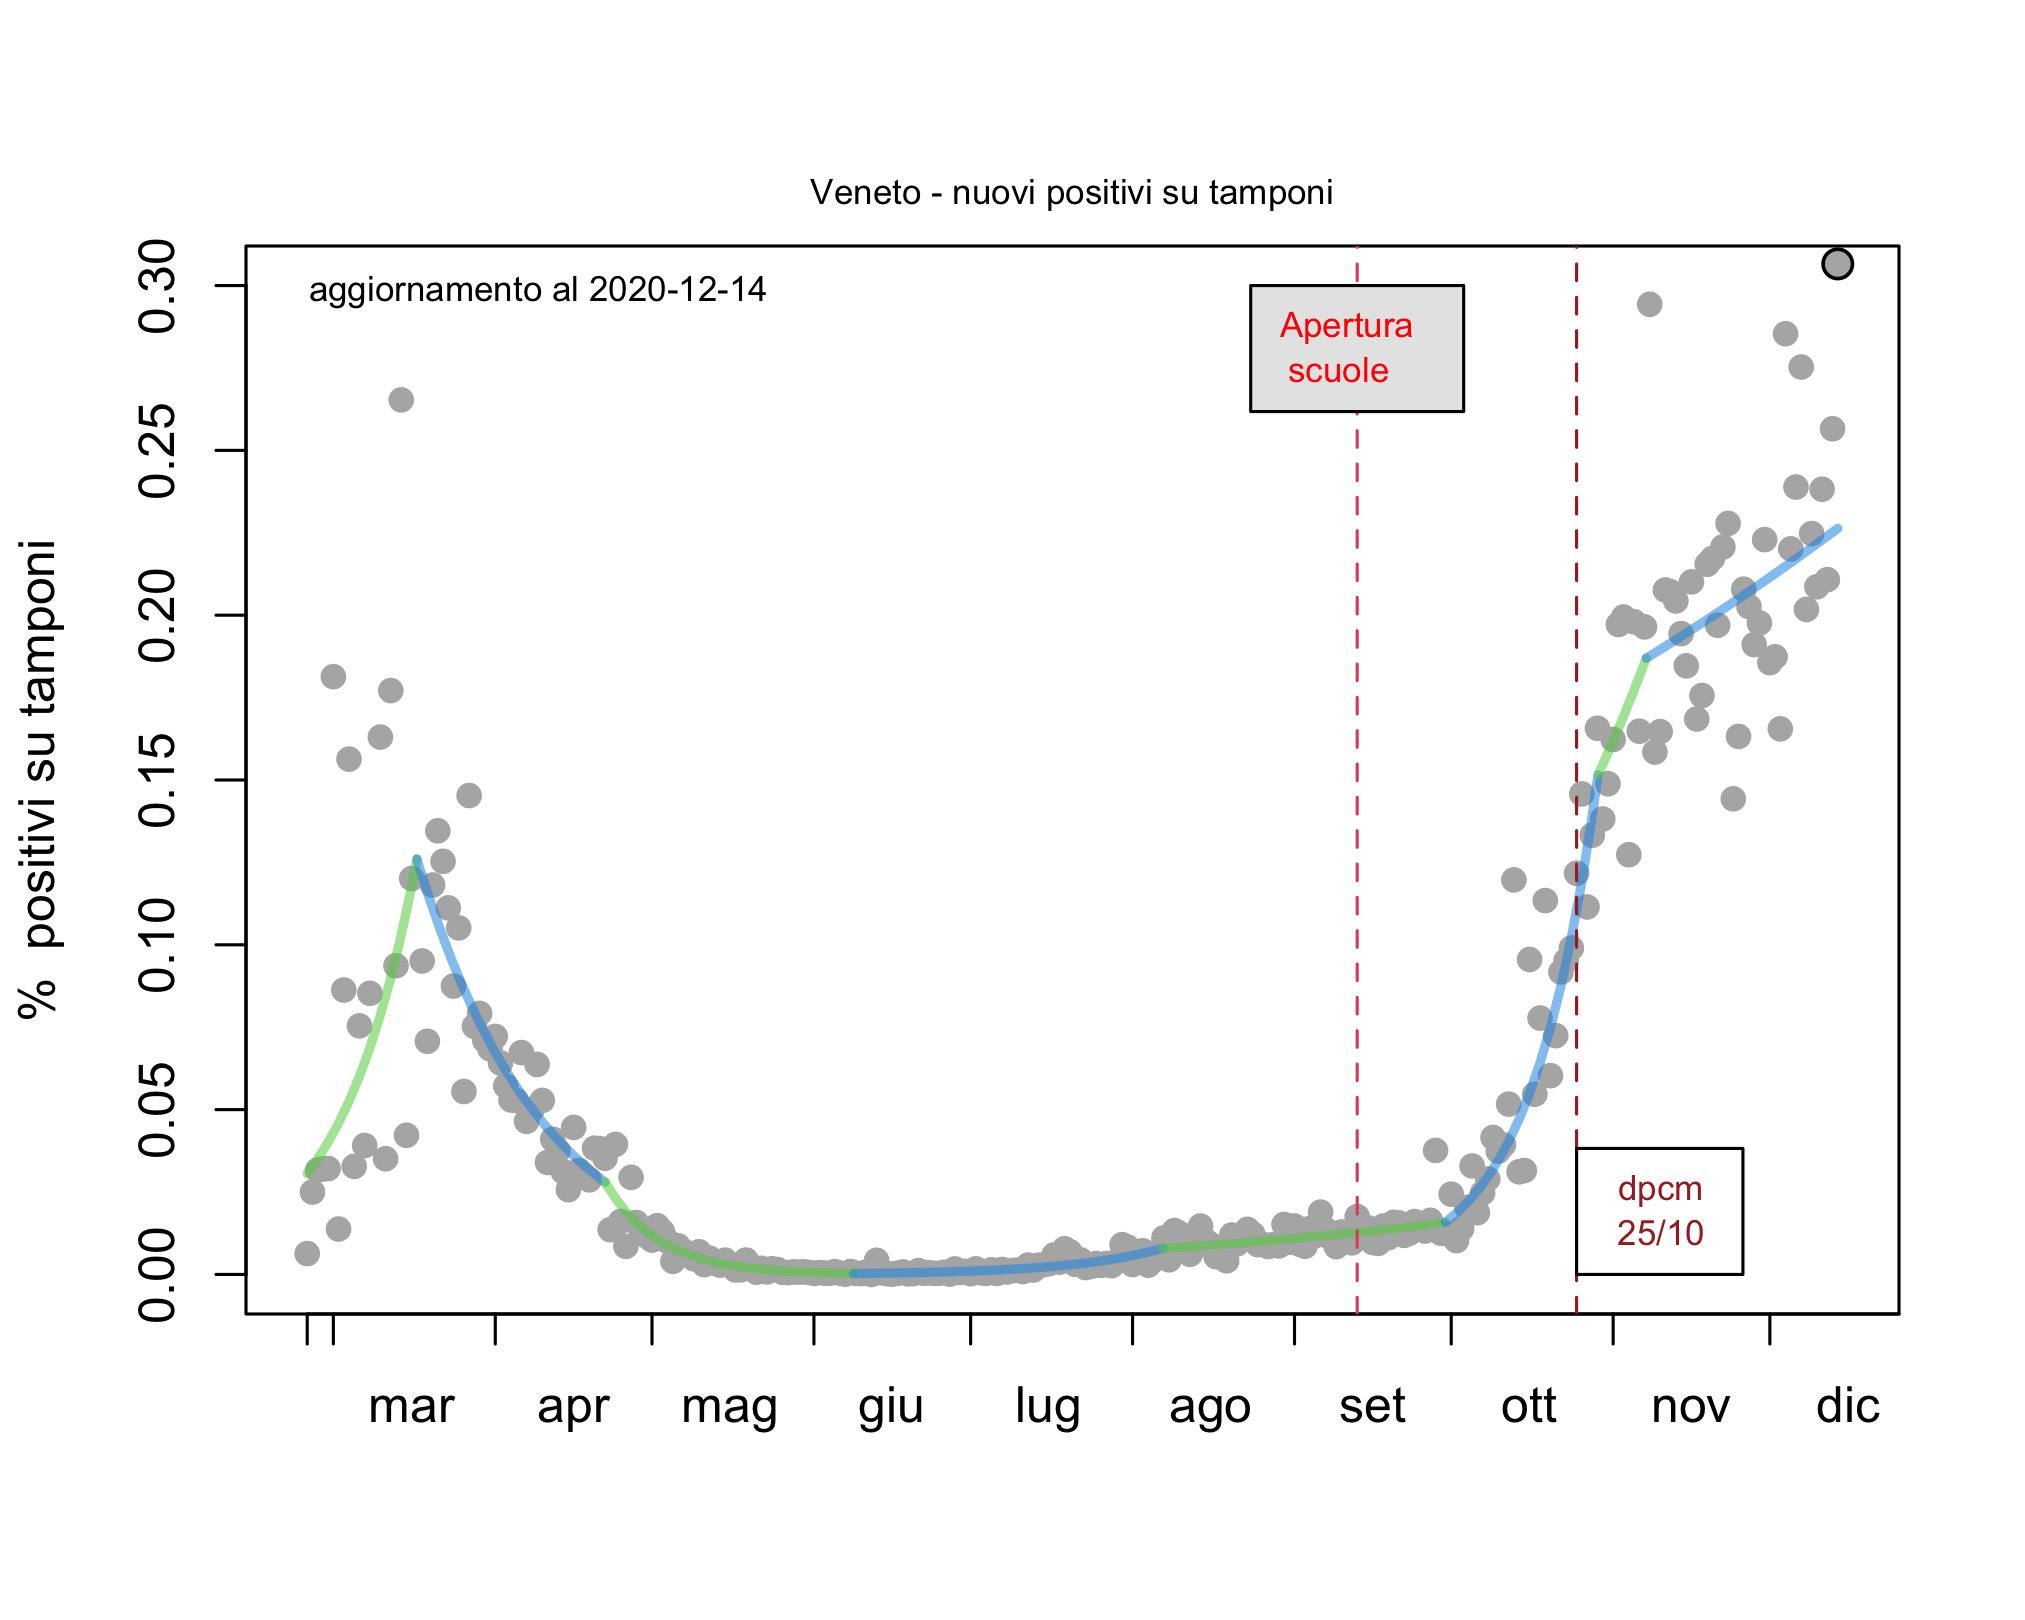 Veneto - nuovi positivi su tamponi
aggiornamento al 2020-12-14
Apertura
scuole
dpcm
25/10
%  positivi su tamponi
0.30
0.25
0.20
0.15
0.10
0.05
0.00
mar apr mag giu lug ago set ott nov dic